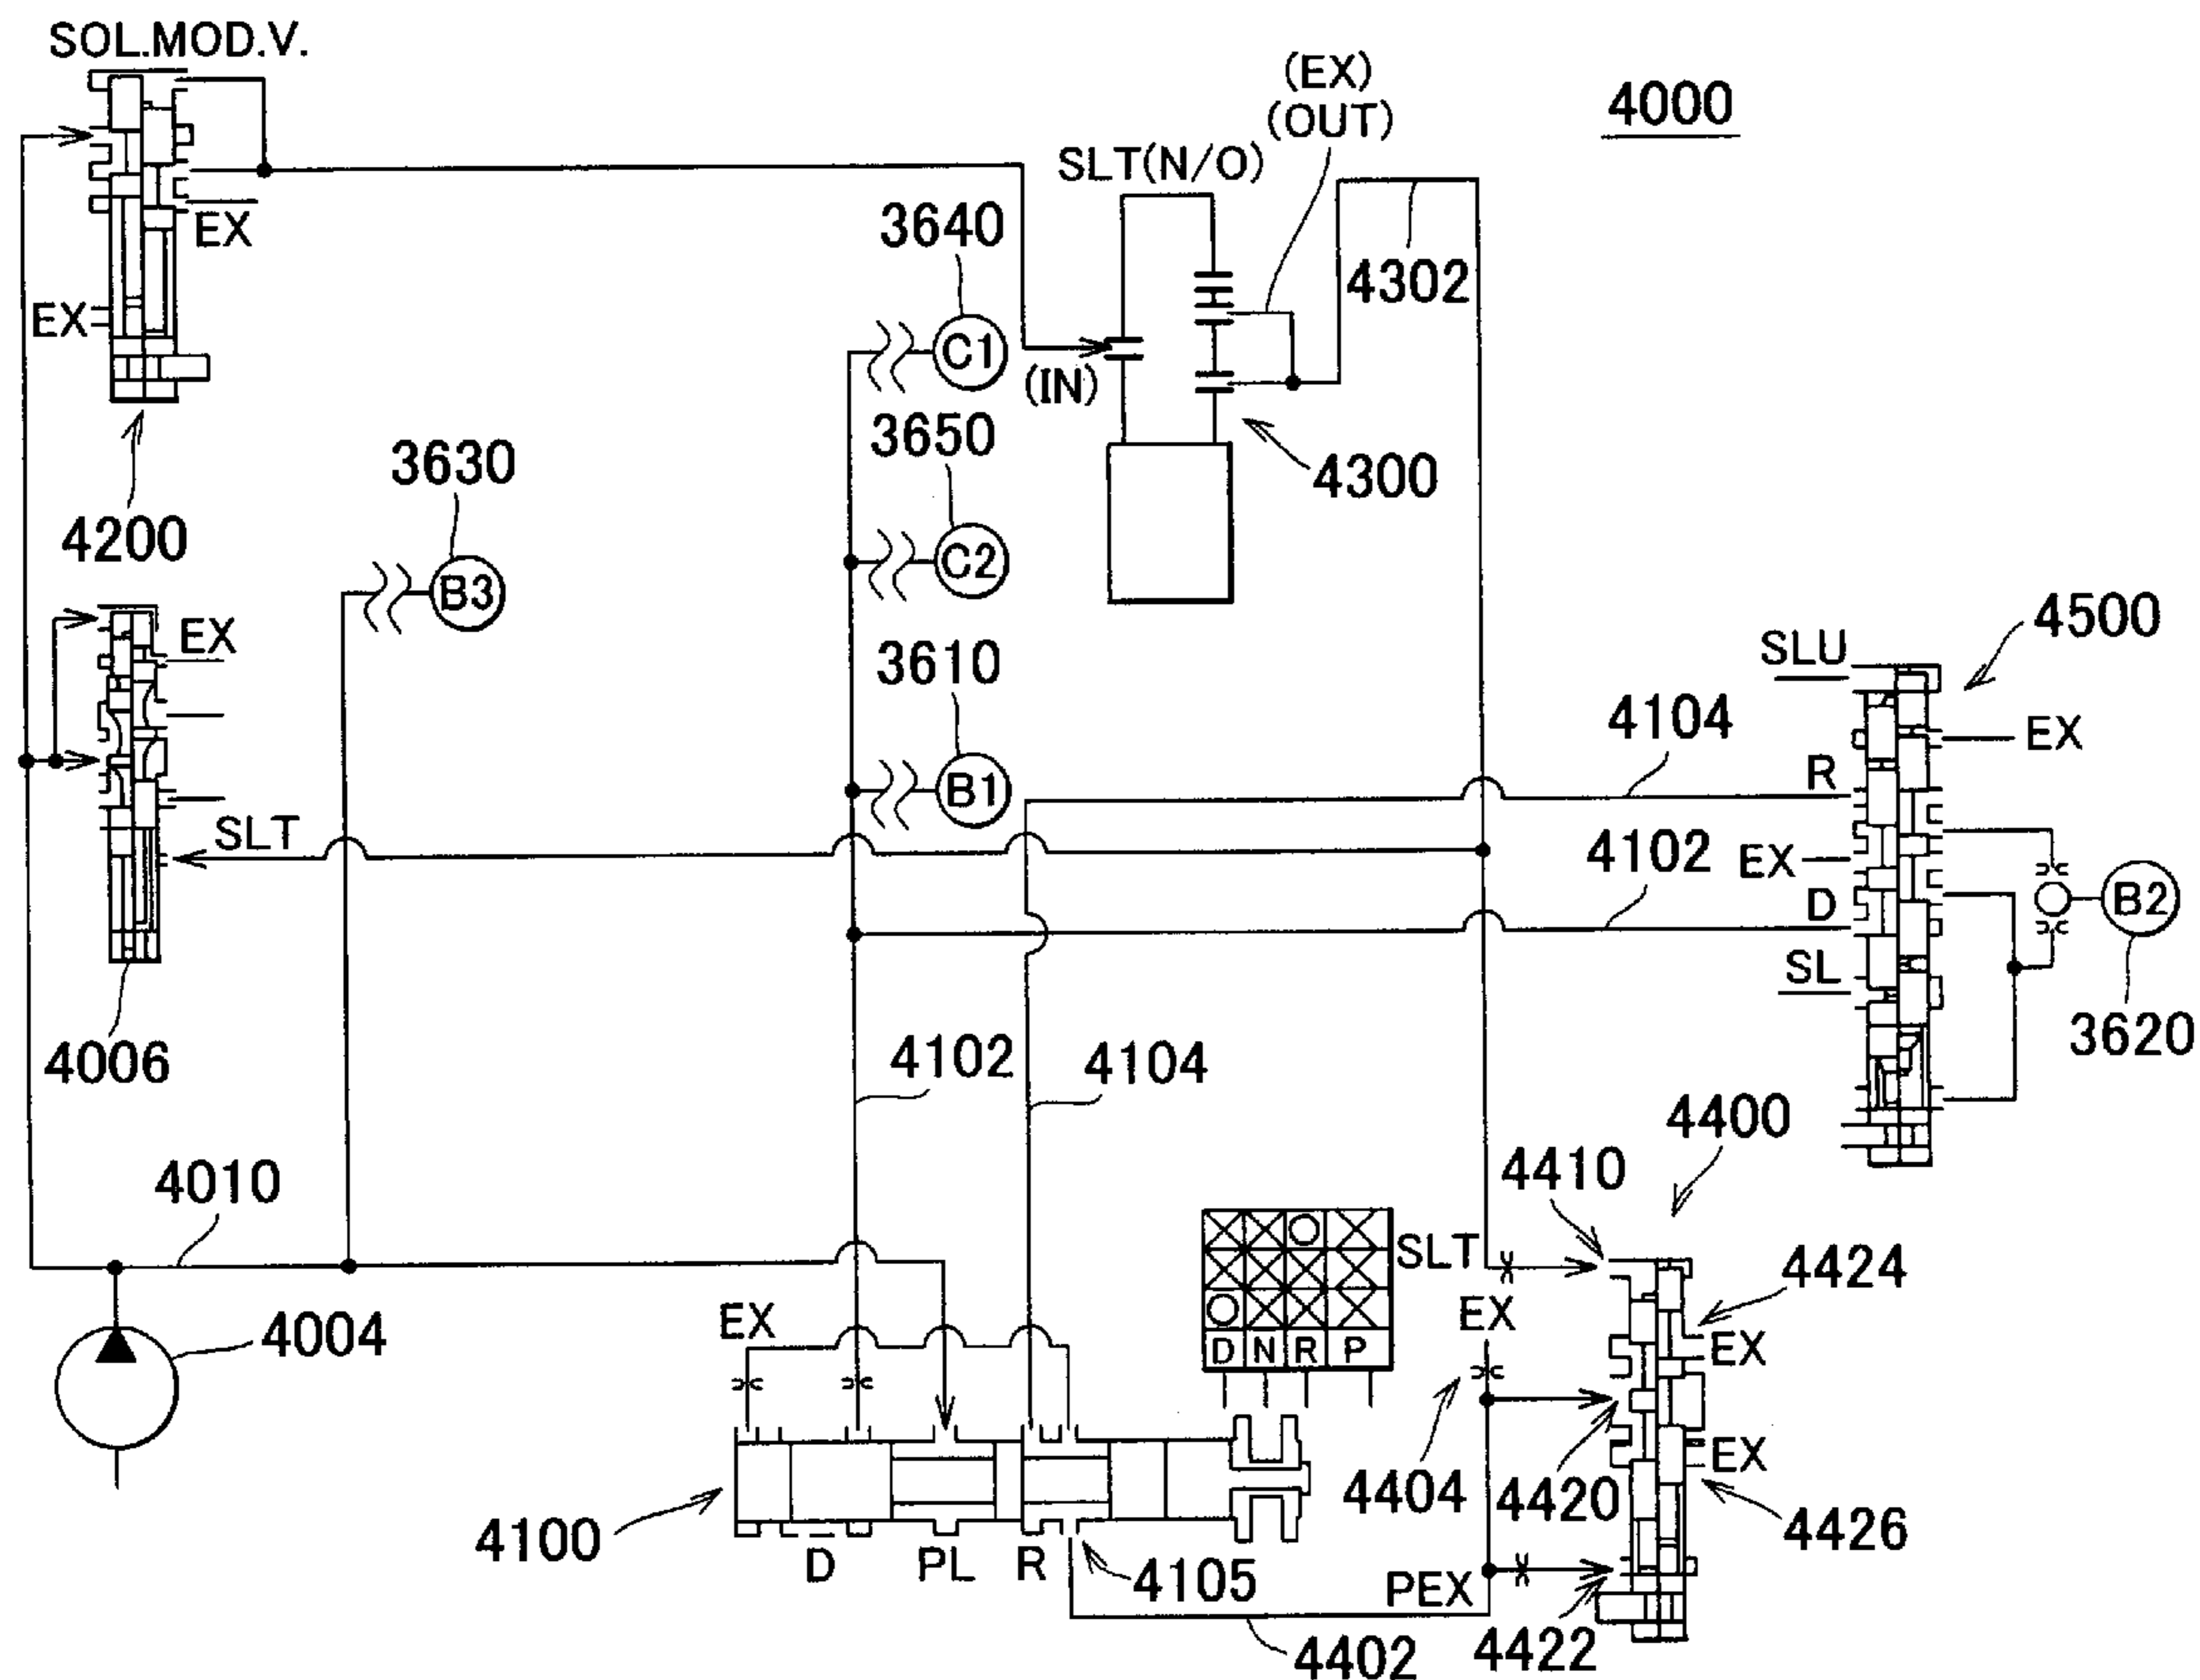 SOL.MOD.V.
(EX)
(OUT)
4000
SLT(N/O)
3640
EX
4302
EX
C1
(IN)
3650
4300
3630
4200
C2
B3
4500
EX
3610
SLU
4104
EX
B1
R
SLT
4102
EX
D
B2
SL
4006
4102
4104
3620
4400
4010
4410
SLT
4424
EX
EX
4004
EX
D N R P
4404
4420
EX
4426
4100
D
PL
R
4105
PEX
4402
4422